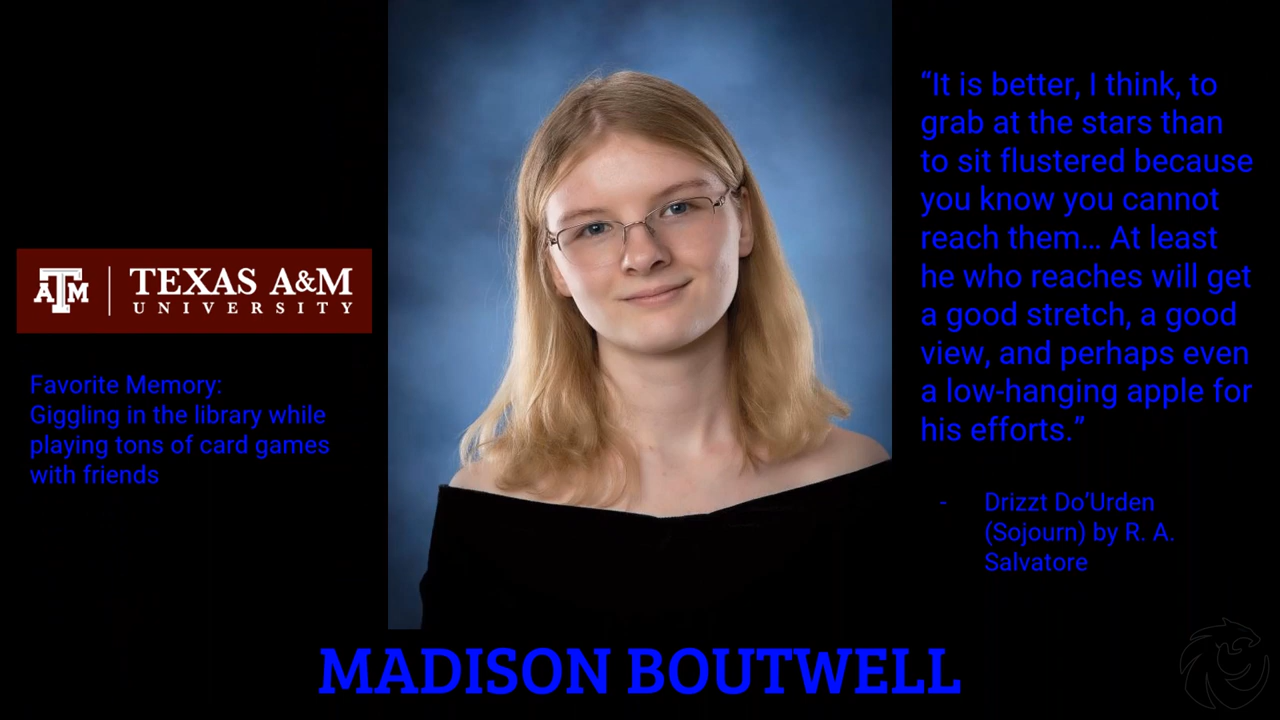 TEXAS A&M
UNIVERSITY
Favorite Memory:
Giggling in the library while
playing tons of card games
with friends
“It is better, I think, to
grab at the stars than
to sit flustered because
you know you cannot
reach them… At least
he who reaches will get
a good stretch, a good
view, and perhaps even
a low-hanging apple for
his efforts.”
- Drizzt Do’Urden
(Sojourn) by R. A.
Salvatore
MADISON BOUTWELL